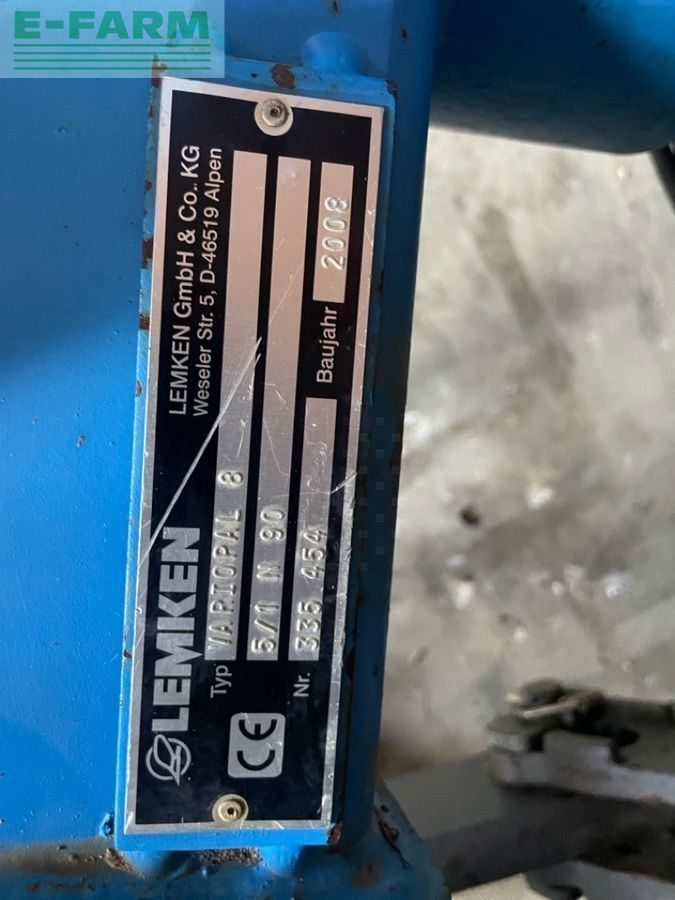 E-FARM
LEMKEN
LEMKEN GmbH & Co. KG
Weseler Str. 5, D-46519 Alpen
Typ VARIOPAL 8
5/1 N 90
Nr. 335 454 Baujahr 2008
CE